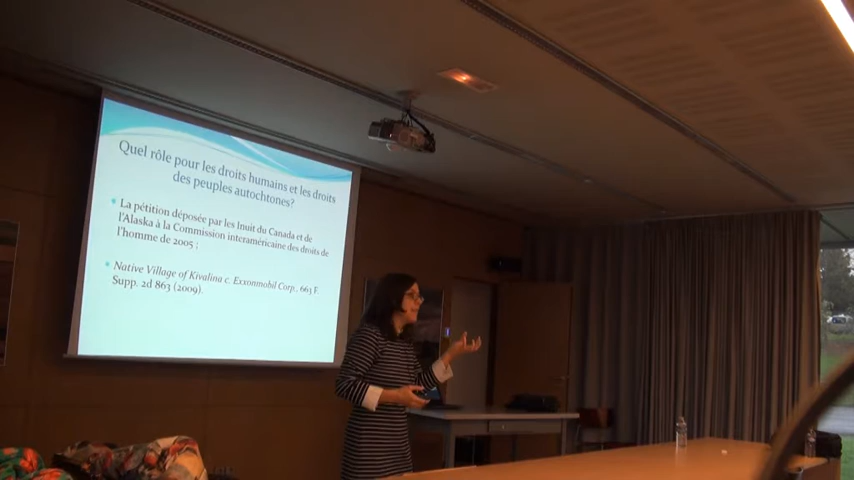 Quel rôle pour les droits humains et les droits
des peuples autochtones?
La pétition déposée par les Inuit du Canada et de
l'Alaska à la Commission interaméricaine des droits de
l'homme de 2005 ;
Native Village of Kivalina c. Exxonmobil Corp., 663 F.
Supp. 2d 863 (2009).